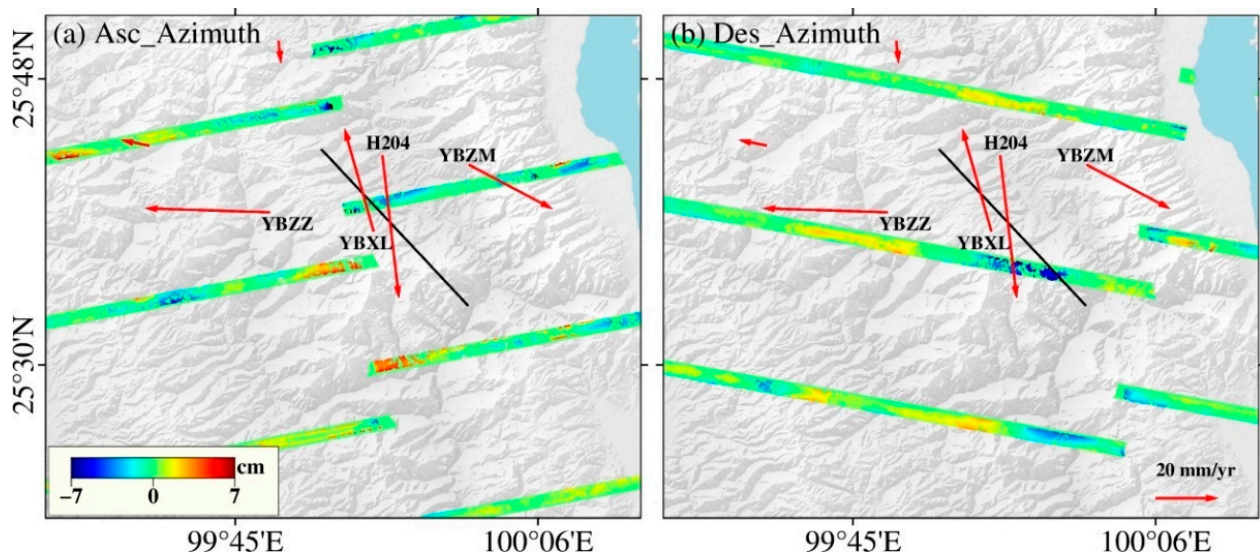 (a) Asc_Azimuth
(b) Des_Azimuth
25°48'N
H204
YBZM
YBZZ
YBXL
H204
YBZM
YBZZ
YBXL
25°30'N
cm
−7 0 7
20 mm/yr
99°45'E
100°06'E
99°45'E
100°06'E